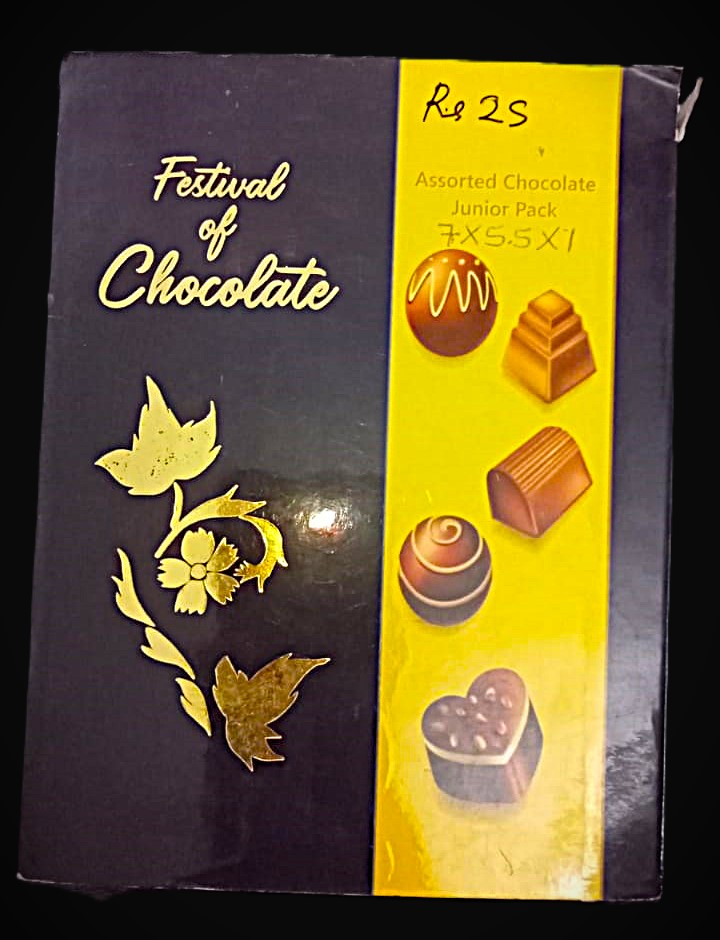 Festival
of
Chocolate
Rs 25
Assorted Chocolate
Junior Pack
7X5.5X1